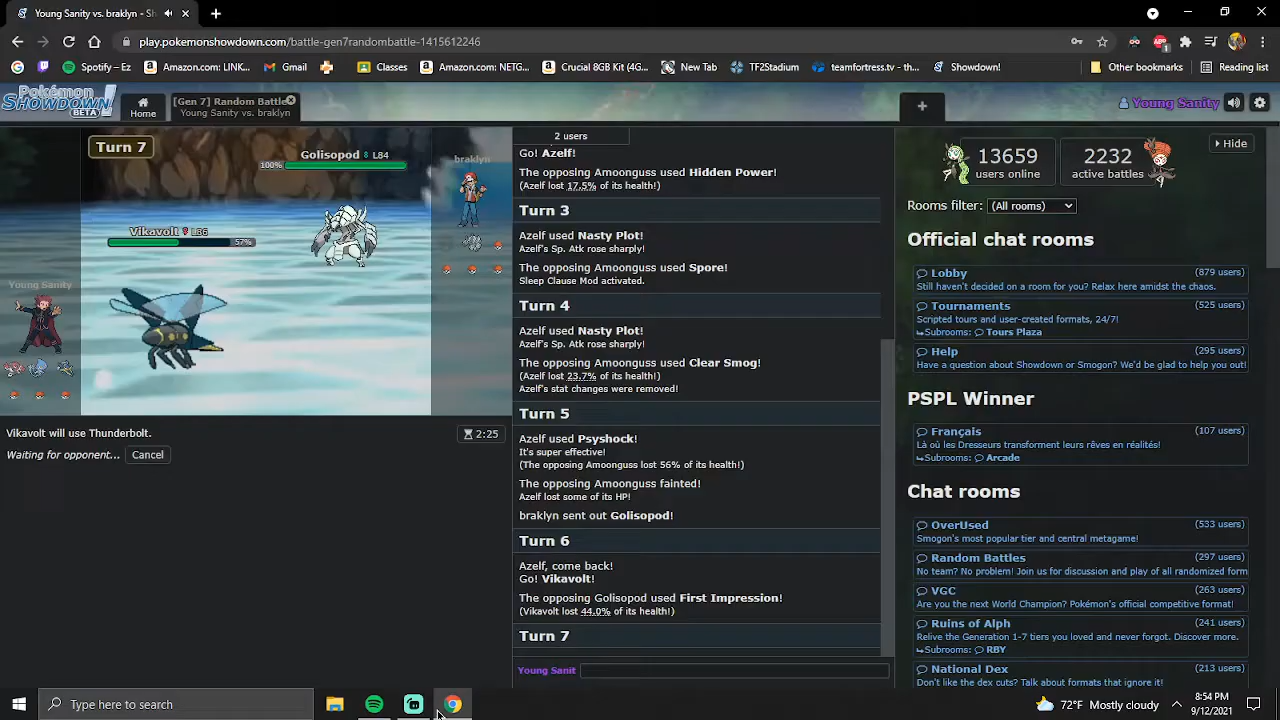 Young Sanity vs. braklyn - Sh
play.pokemonshowdown.com/battle-gen7randombattle-1415612246
Spotify - Ez
Amazon.com: LINK...
Gmail
Classes
Amazon.com: NETG...
Crucial 8GB Kit (4G...
New Tab
TF2Stadium
teamfortress.tv - th...
Showdown!
Other bookmarks
Reading list
Pokémon
SHOWDOWN
BETA
Home
[Gen 7] Random Battle
Young Sanity vs. braklyn
Young Sanity
Turn 7
Golisopod L84
100%
braklyn
Vikavolt L86
57%
Young Sanity
Vikavolt will use Thunderbolt.
2:25
Waiting for opponent... Cancel
2 users
Go! Azelf!
The opposing Amoonguss used Hidden Power!
(Azelf lost 17.5% of its health!)
Turn 3
Azelf used Nasty Plot!
Azelf's Sp. Atk rose sharply!
The opposing Amoonguss used Spore!
Sleep Clause Mod activated.
Turn 4
Azelf used Nasty Plot!
Azelf's Sp. Atk rose sharply!
The opposing Amoonguss used Clear Smog!
(Azelf lost 23.7% of its health!)
Azelf's stat changes were removed!
Turn 5
Azelf used Psyshock!
It's super effective!
(The opposing Amoonguss lost 56% of its health!)
The opposing Amoonguss fainted!
Azelf lost some of its HP!
braklyn sent out Golisopod!
Turn 6
Azelf, come back!
Go! Vikavolt!
The opposing Golisopod used First Impression!
(Vikavolt lost 44.0% of its health!)
Turn 7
Young Sanit
13659
users online
2232
active battles
Hide
Rooms filter: (All rooms)
Official chat rooms
Lobby (879 users)
Still haven't decided on a room for you? Relax here amidst the chaos.
Tournaments (525 users)
Scripted tours and user-created formats, 24/7!
Subrooms: Tours Plaza
Help (295 users)
Have a question about Showdown or Smogon? We'd be glad to help you out!
PSPL Winner
Français (107 users)
Là où les Dresseurs transforment leurs rêves en réalités!
Subrooms: Arcade
Chat rooms
OverUsed (533 users)
Smogon's most popular tier and central metagame!
Random Battles (297 users)
No team? No problem! Join us for discussion and play of all randomized form
VGC (263 users)
Are you the next World Champion? Pokémon's official competitive format!
Ruins of Alph (241 users)
Relive the Generation 1-7 tiers you loved and never forgot. Discover more.
Subrooms: RBY
National Dex (213 users)
Don't like the dex cuts? Talk about formats that ignore it!
Type here to search
72°F Mostly cloudy
8:54 PM
9/12/2021